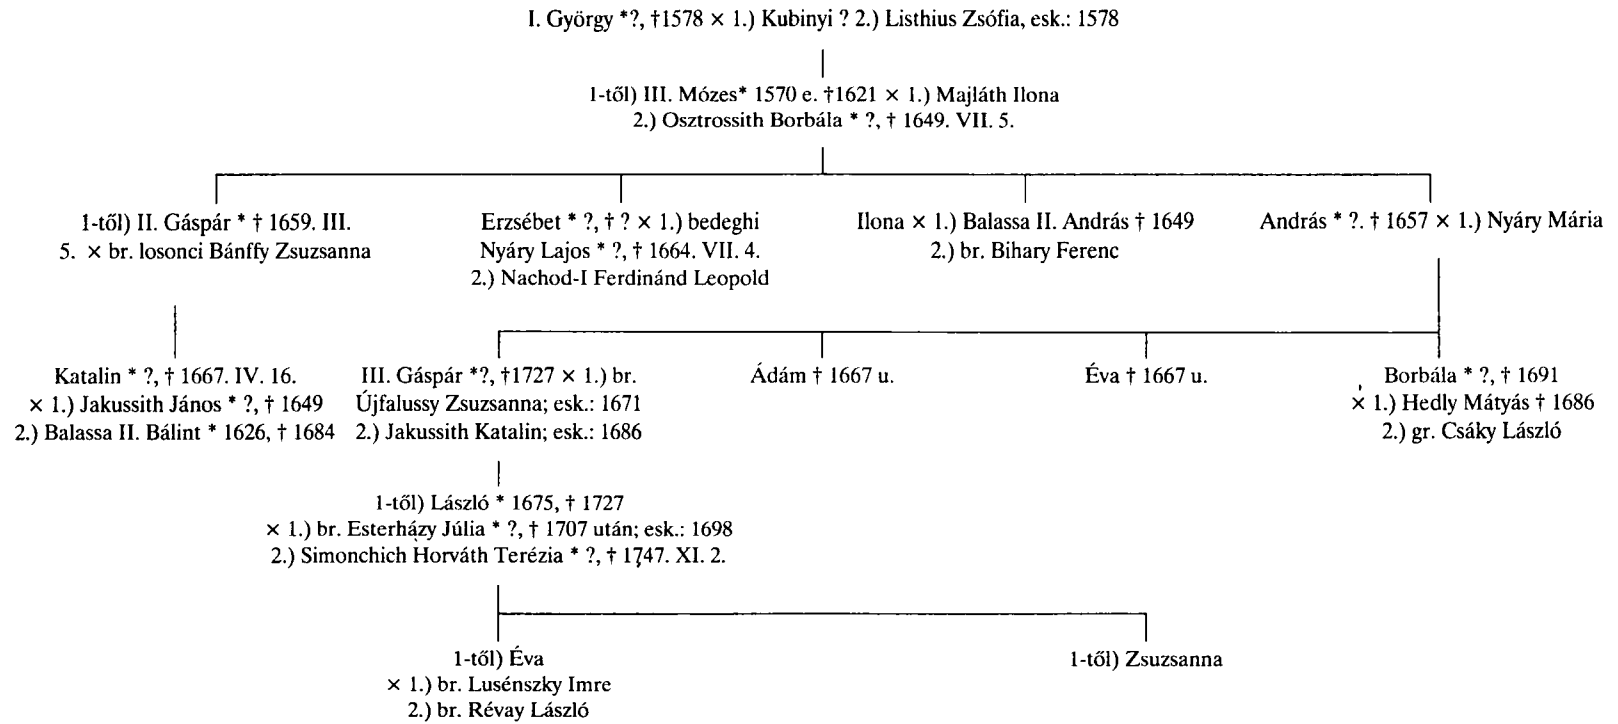 I. György *?, †1578 × 1.) Kubinyi ? 2.) Listhius Zsófia, esk.: 1578
1-től) III. Mózes* 1570 e. †1621 × 1.) Majláth Ilona
2.) Osztrossith Borbála * ?, † 1649. VII. 5.
1-től) II. Gáspár * † 1659. III.
5. × br. losonci Bánffy Zsuzsanna
Erzsébet * ?, † ? × 1.) bedeghi
Nyáry Lajos * ?, † 1664. VII. 4.
2.) Nachod-I Ferdinánd Leopold
Ilona × 1.) Balassa II. András † 1649
2.) br. Bihary Ferenc
András * ?. † 1657 × 1.) Nyáry Mária
Katalin * ?, † 1667. IV. 16.
× 1.) Jakussith János * ?, † 1649
2.) Balassa II. Bálint * 1626, † 1684
III. Gáspár *?, †1727 × 1.) br.
Újfalussy Zsuzsanna; esk.: 1671
2.) Jakussith Katalin; esk.: 1686
Ádám † 1667 u.
Éva † 1667 u.
Borbála * ?, † 1691
× 1.) Hedly Mátyás † 1686
2.) gr. Csáky László
1-től) László * 1675, † 1727
× 1.) br. Esterházy Júlia * ?, † 1707 után; esk.: 1698
2.) Simonchich Horváth Terézia * ?, † 1747. XI. 2.
1-től) Éva
× 1.) br. Lusénszky Imre
2.) br. Révay László
1-től) Zsuzsanna